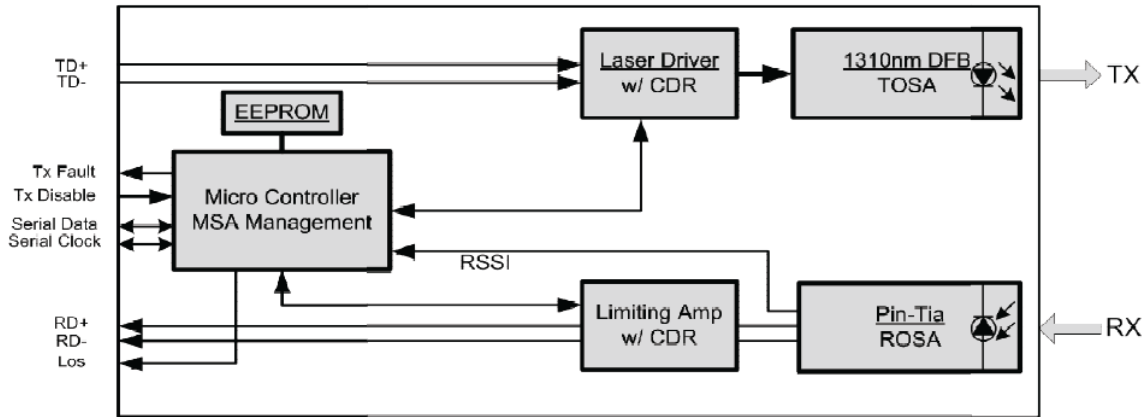 TD+
TD-
Laser Driver
w/ CDR
1310nm DFB
TOSA
TX
EEPROM
Tx Fault
Tx Disable
Serial Data
Serial Clock
Micro Controller
MSA Management
RSSI
RD+
RD-
Los
Limiting Amp
w/ CDR
Pin-Tia
ROSA
RX